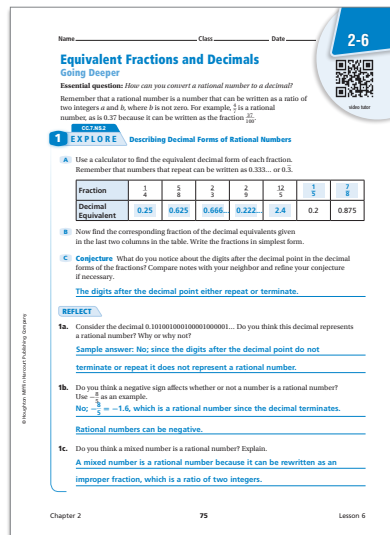 2-6
video tutor
Name Class Date
Equivalent Fractions and Decimals
Going Deeper
Essential question: How can you convert a rational number to a decimal?
Remember that a rational number is a number that can be written as a ratio of
two integers a and b, where b is not zero. For example, 4/7 is a rational
number, as is 0.37 because it can be written as the fraction 37/100.
CC.7.NS.2
1 EXPLORE Describing Decimal Forms of Rational Numbers
A Use a calculator to find the equivalent decimal form of each fraction.
Remember that numbers that repeat can be written as 0.333… or 0.3̅.
Fraction 1/4 5/8 2/3 2/9 12/5 1/5 7/8
Decimal Equivalent 0.25 0.625 0.666... 0.222... 2.4 0.2 0.875
B Now find the corresponding fraction of the decimal equivalents given
in the last two columns in the table. Write the fractions in simplest form.
C Conjecture What do you notice about the digits after the decimal point in the decimal
forms of the fractions? Compare notes with your neighbor and refine your conjecture
if necessary.
The digits after the decimal point either repeat or terminate.
REFLECT
1a. Consider the decimal 0.101001000100001000001… Do you think this decimal represents
a rational number? Why or why not?
Sample answer: No; since the digits after the decimal point do not
terminate or repeat it does not represent a rational number.
1b. Do you think a negative sign affects whether or not a number is a rational number?
Use −8/5 as an example.
No; −8/5 = −1.6, which is a rational number since the decimal terminates.
Rational numbers can be negative.
1c. Do you think a mixed number is a rational number? Explain.
A mixed number is a rational number because it can be rewritten as an
improper fraction, which is a ratio of two integers.
© Houghton Mifflin Harcourt Publishing Company
Chapter 2 75 Lesson 6